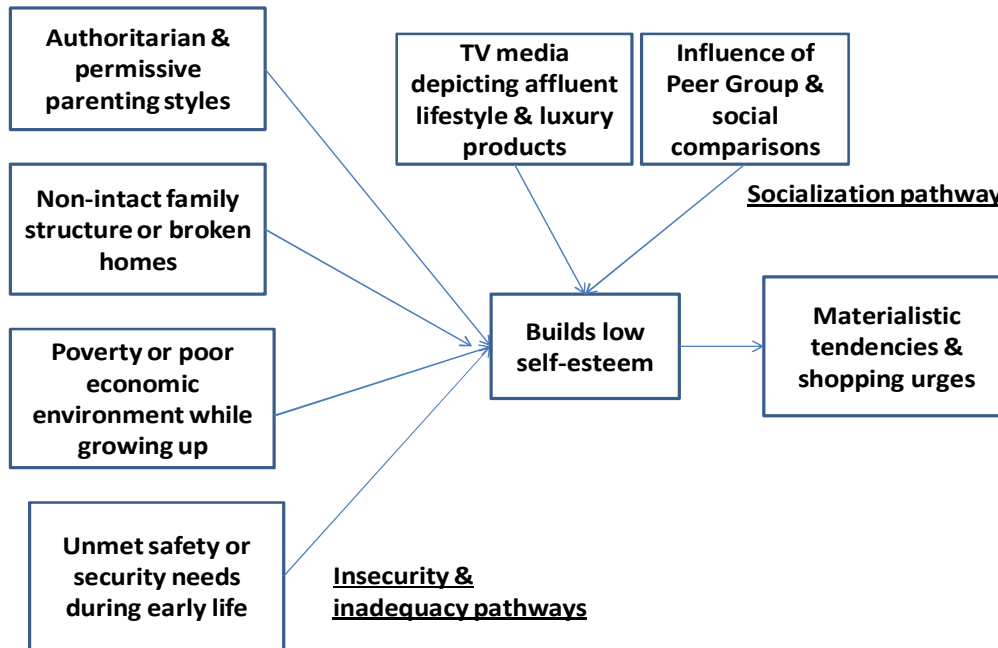 Authoritarian &
permissive
parenting styles
TV media
depicting affluent
lifestyle & luxury
products
Influence of
Peer Group &
social
comparisons
Non-intact family
structure or broken
homes
Socialization pathway
Builds low
self-esteem
Materialistic
tendencies &
shopping urges
Poverty or poor
economic
environment while
growing up
Unmet safety or
security needs
during early life
Insecurity &
inadequacy pathways